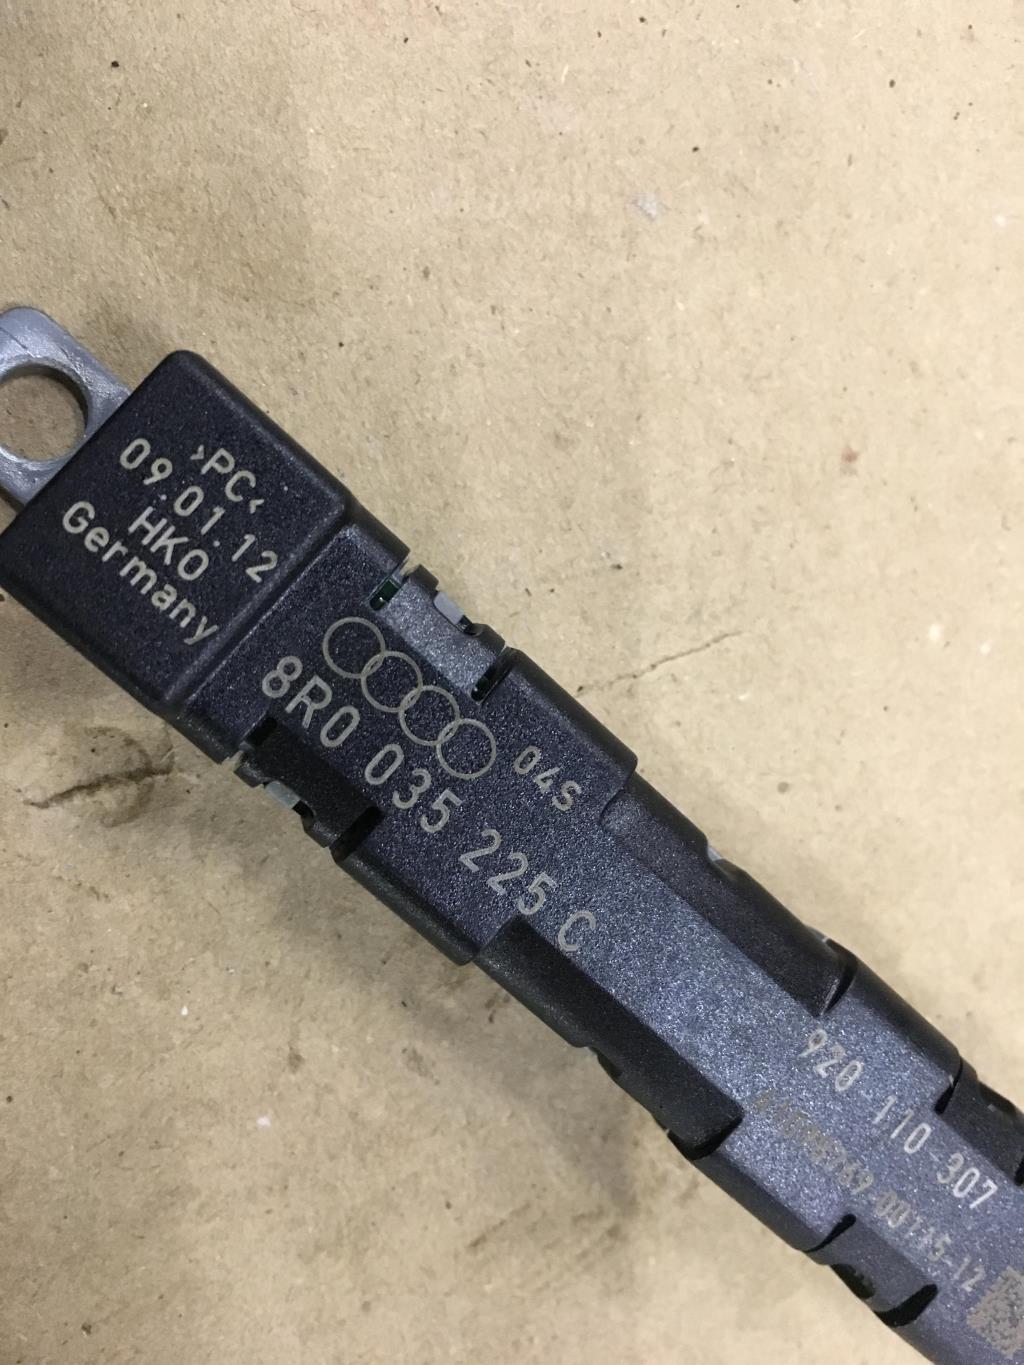 >PC<
09.01.12
HKO
Germany
04S
8R0 035 225 C
920 110-307